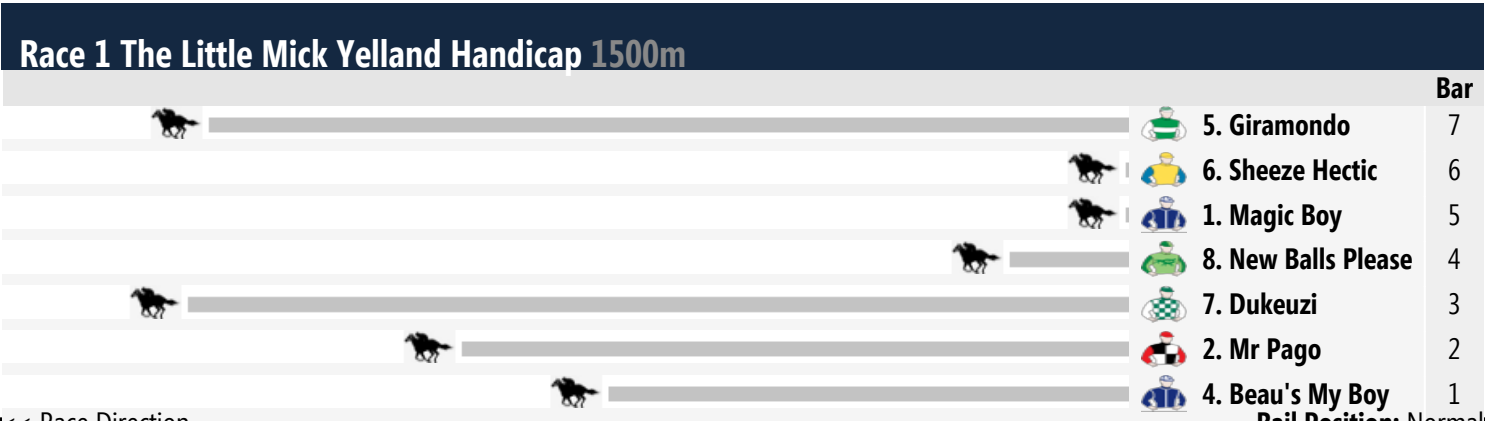 Race 1 The Little Mick Yelland Handicap 1500m
Bar
5. Giramondo 7
6. Sheeze Hectic 6
1. Magic Boy 5
8. New Balls Please 4
7. Dukeuzi 3
2. Mr Pago 2
4. Beau's My Boy 1
<< Race Direction Rail Position: Normal